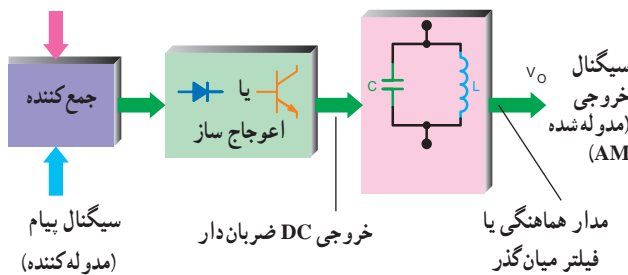 جمع‌کننده
یا
اعوجاج ساز
C
L
V_O
سیگنال
خروجی
(مدوله‌شده
AM)
سیگنال پیام
(مدوله‌کننده)
خروجی DC ضربان‌دار
مدار هماهنگی یا
فیلتر میان‌گذر